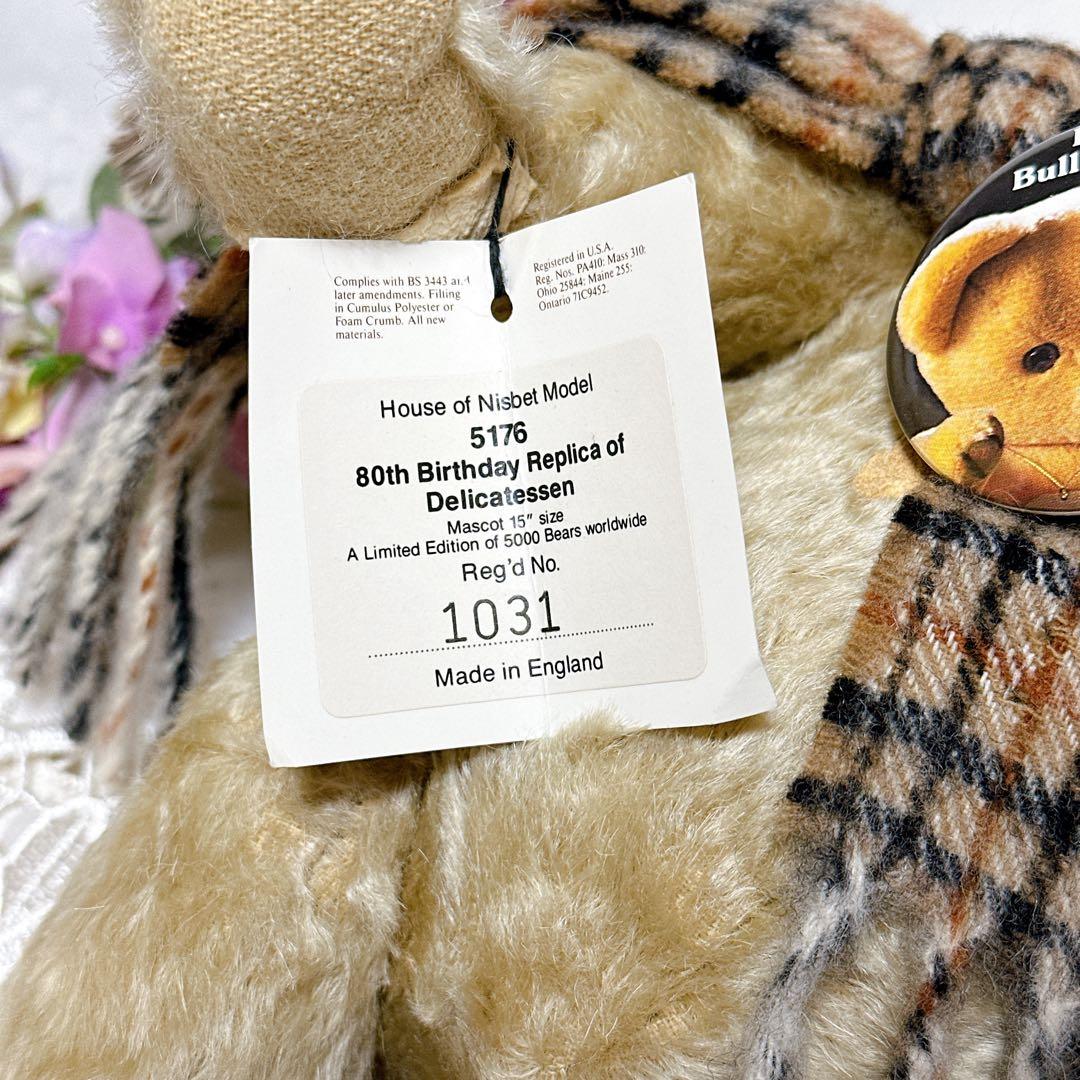 Complies with BS 3443 and
later amendments. Filling
in Cumulus Polyester or
Foam Crumb. All new
materials.
Registered in U.S.A.
Reg. Nos. PA410: Mass 310:
Ohio 25844: Maine 255:
Ontario 71C9452.
House of Nisbet Model
5176
80th Birthday Replica of
Delicatessen
Mascot 15" size
A Limited Edition of 5000 Bears worldwide
Reg'd No.
1031
Made in England
Bull